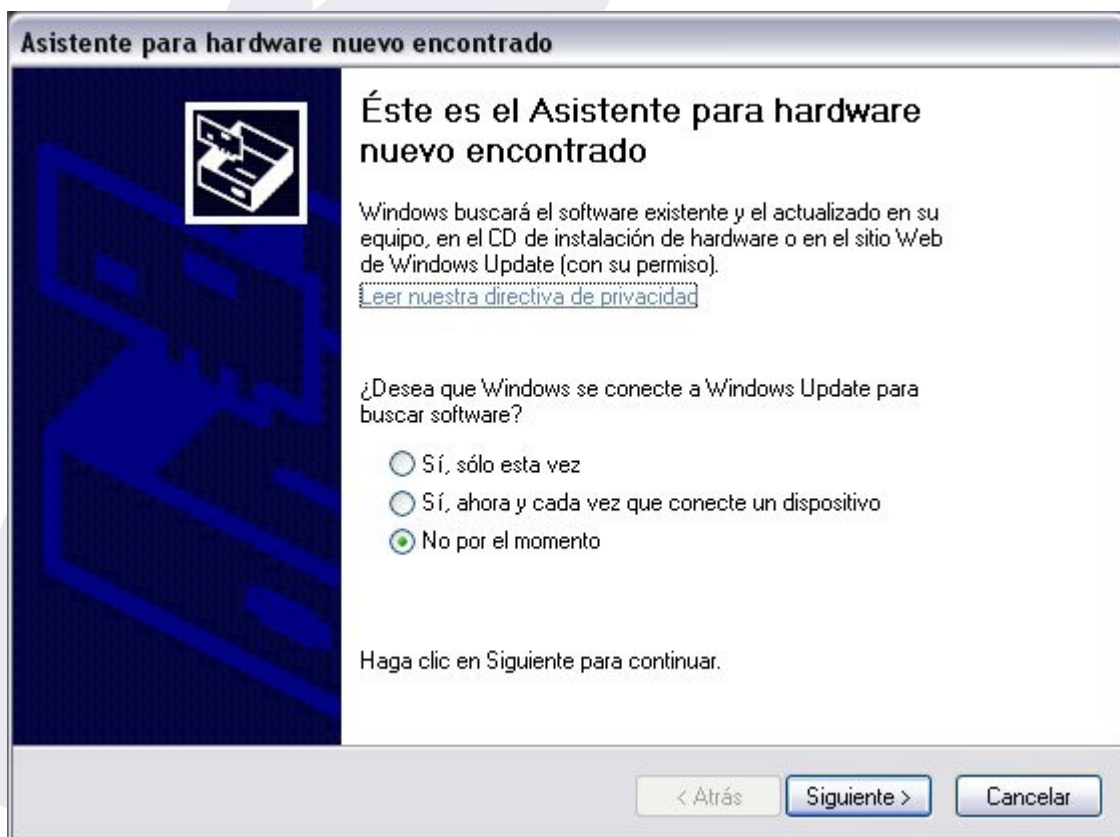 Asistente para hardware nuevo encontrado
Éste es el Asistente para hardware
nuevo encontrado
Windows buscará el software existente y el actualizado en su
equipo, en el CD de instalación de hardware o en el sitio Web
de Windows Update (con su permiso).
Leer nuestra directiva de privacidad
¿Desea que Windows se conecte a Windows Update para
buscar software?
Sí, sólo esta vez
Sí, ahora y cada vez que conecte un dispositivo
No por el momento
Haga clic en Siguiente para continuar.
< Atrás
Siguiente >
Cancelar